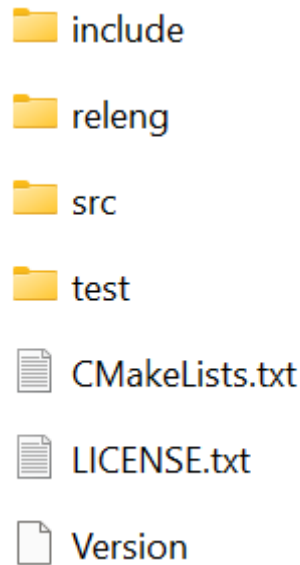 include
releng
src
test
CMakeLists.txt
LICENSE.txt
Version